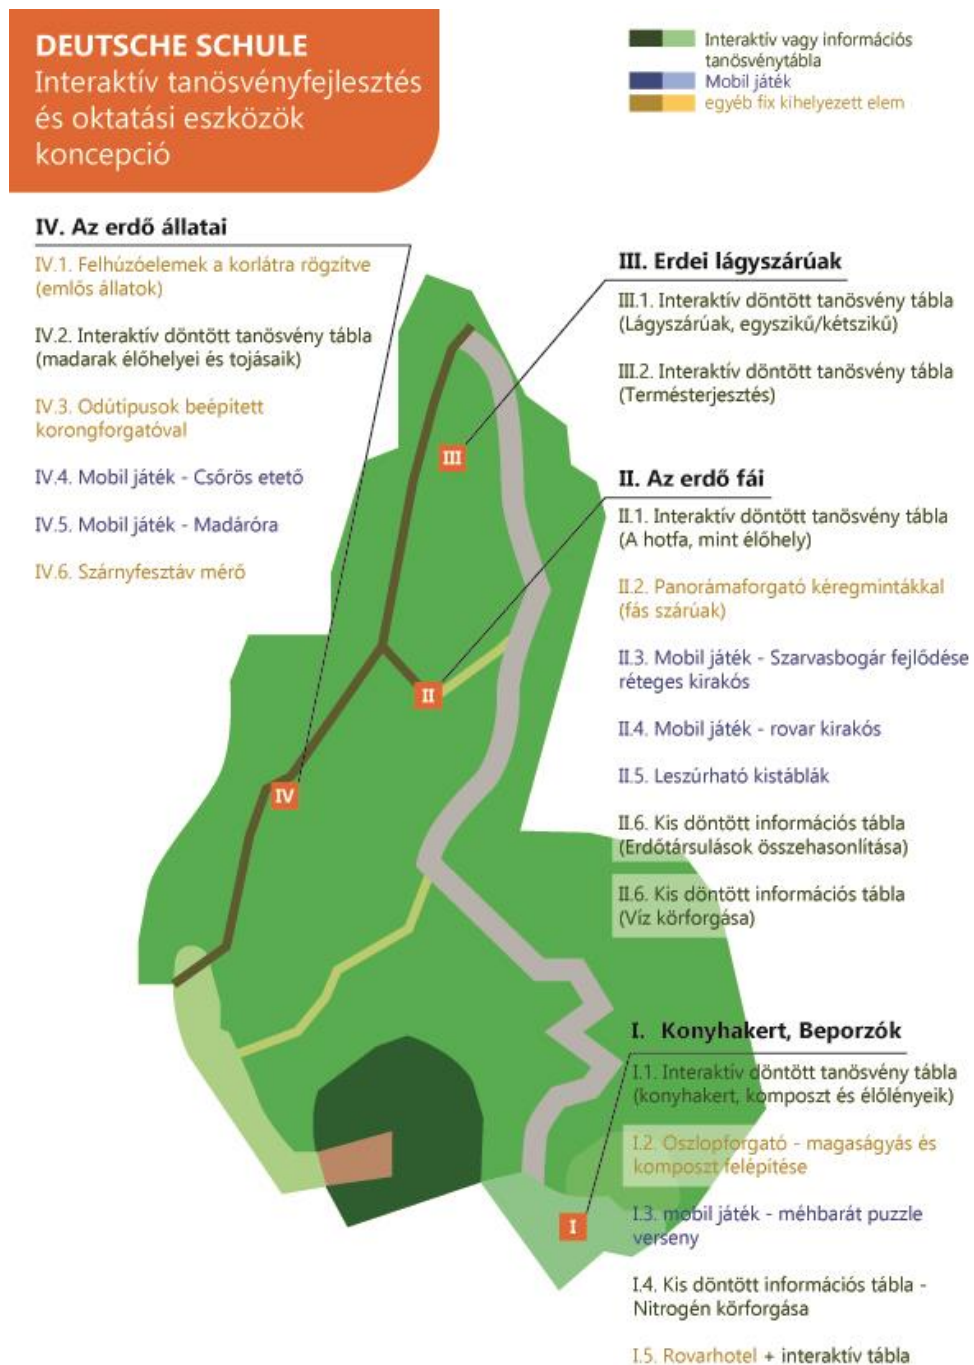 DEUTSCHE SCHULE
Interaktív tanösvényfejlesztés
és oktatási eszközök
koncepció
Interaktív vagy információs
tanösvénytábla
Mobil játék
egyéb fix kihelyezett elem
IV. Az erdő állatai
IV.1. Felhúzóelemek a korlátra rögzítve
(emlős állatok)
IV.2. Interaktív döntött tanösvény tábla
(madarak élőhelyei és tojásaik)
IV.3. Odútípusok beépített
korongforgatóval
IV.4. Mobil játék - Csőrös etető
IV.5. Mobil játék - Madáróra
IV.6. Szárnyfesztáv mérő
III. Erdei lágyszárúak
III.1. Interaktív döntött tanösvény tábla
(Lágyszárúak, egyszikű/kétszikű)
III.2. Interaktív döntött tanösvény tábla
(Termésterjesztés)
II. Az erdő fái
II.1. Interaktív döntött tanösvény tábla
(A hotfa, mint élőhely)
II.2. Panorámaforgató kéregmintákkal
(fás szárúak)
II.3. Mobil játék - Szarvasbogár fejlődése
réteges kirakós
II.4. Mobil játék - rovar kirakós
II.5. Leszúrható kistáblák
II.6. Kis döntött információs tábla
(Erdőtársulások összehasonlítása)
II.6. Kis döntött információs tábla
(Víz körforgása)
I. Konyhakert, Beporzók
I.1. Interaktív döntött tanösvény tábla
(konyhakert, komposzt és élőlényeik)
I.2. Oszlopforgató - magaságyás és
komposzt felépítése
I.3. mobil játék - méhbarát puzzle
verseny
I.4. Kis döntött információs tábla -
Nitrogén körforgása
I.5. Rovarhotel + interaktív tábla
III
II
IV
I